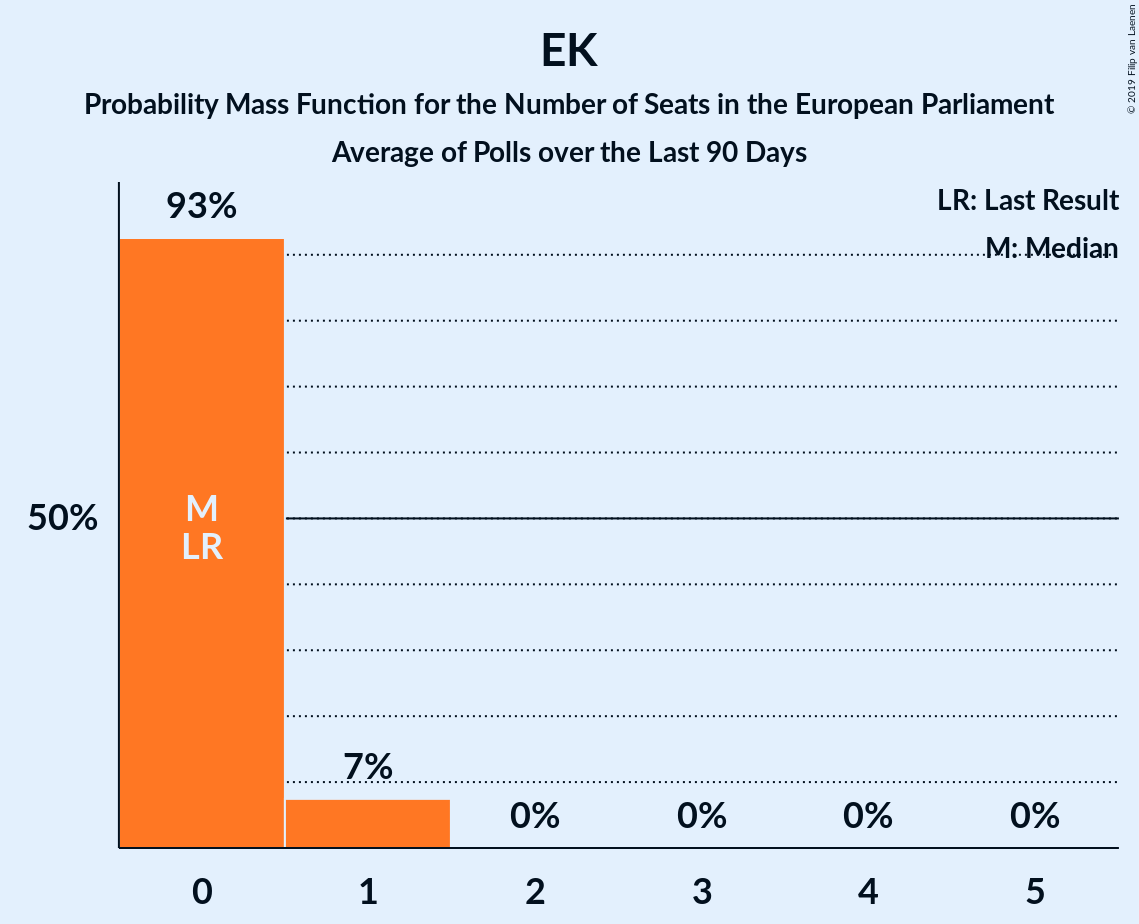 EK
Probability Mass Function for the Number of Seats in the European Parliament
Average of Polls over the Last 90 Days
© 2019 Filip van Laenen
LR: Last Result
M: Median
93%
50%
M
LR
7%
0%
0%
0%
0%
0
1
2
3
4
5